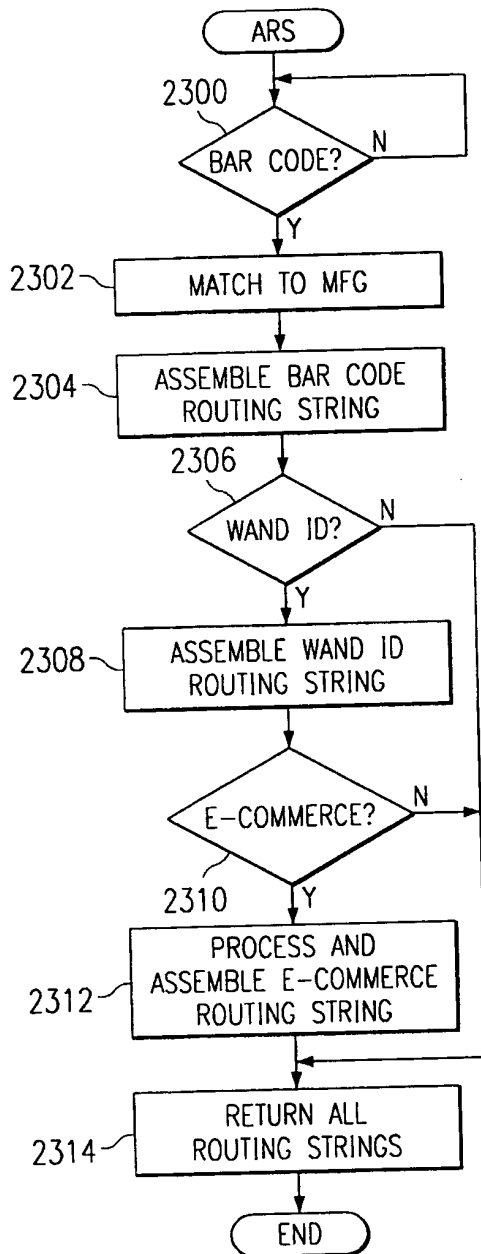 ARS
2300
BAR CODE?
N
Y
2302
MATCH TO MFG
2304
ASSEMBLE BAR CODE
ROUTING STRING
2306
WAND ID?
N
Y
2308
ASSEMBLE WAND ID
ROUTING STRING
E-COMMERCE?
N
2310
Y
2312
PROCESS AND
ASSEMBLE E-COMMERCE
ROUTING STRING
2314
RETURN ALL
ROUTING STRINGS
END